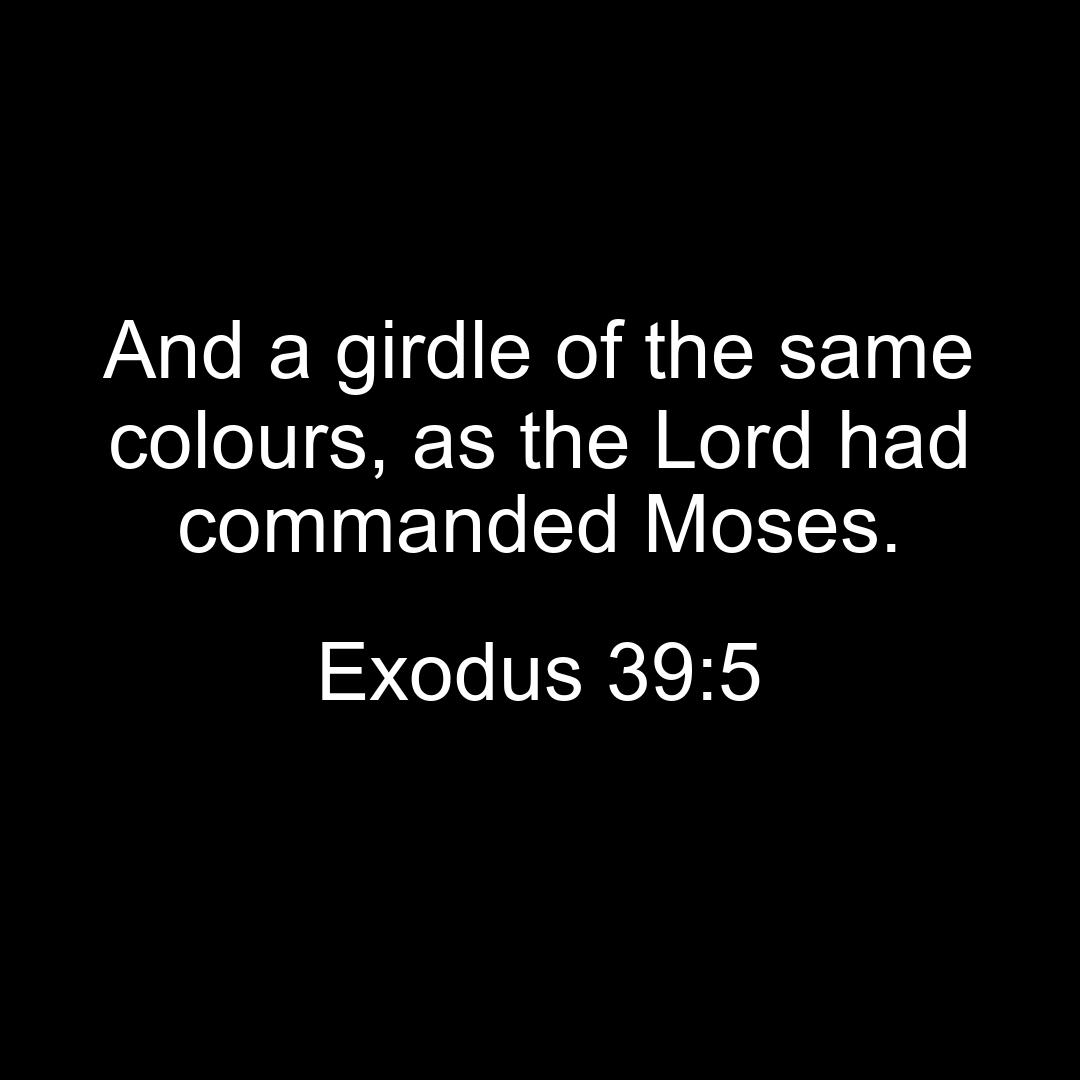 And a girdle of the same
colours, as the Lord had
commanded Moses.
Exodus 39:5